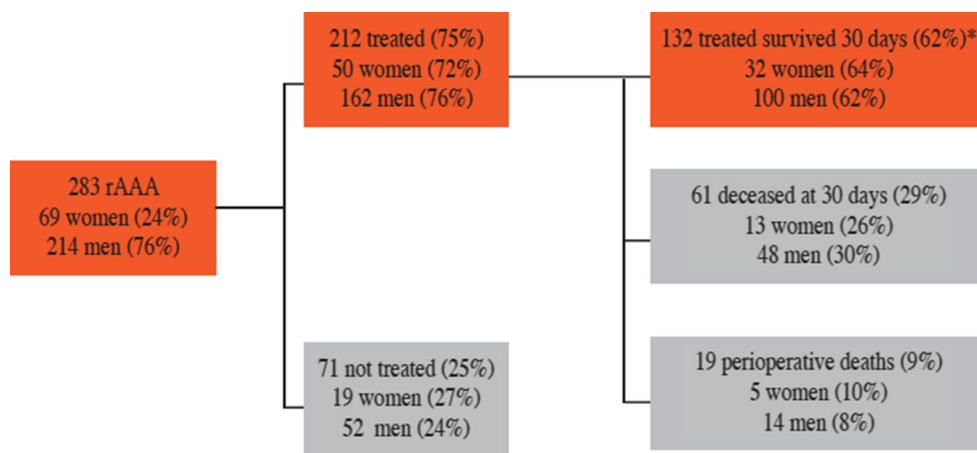 283 rAAA
69 women (24%)
214 men (76%)
212 treated (75%)
50 women (72%)
162 men (76%)
71 not treated (25%)
19 women (27%)
52 men (24%)
132 treated survived 30 days (62%)*
32 women (64%)
100 men (62%)
61 deceased at 30 days (29%)
13 women (26%)
48 men (30%)
19 perioperative deaths (9%)
5 women (10%)
14 men (8%)